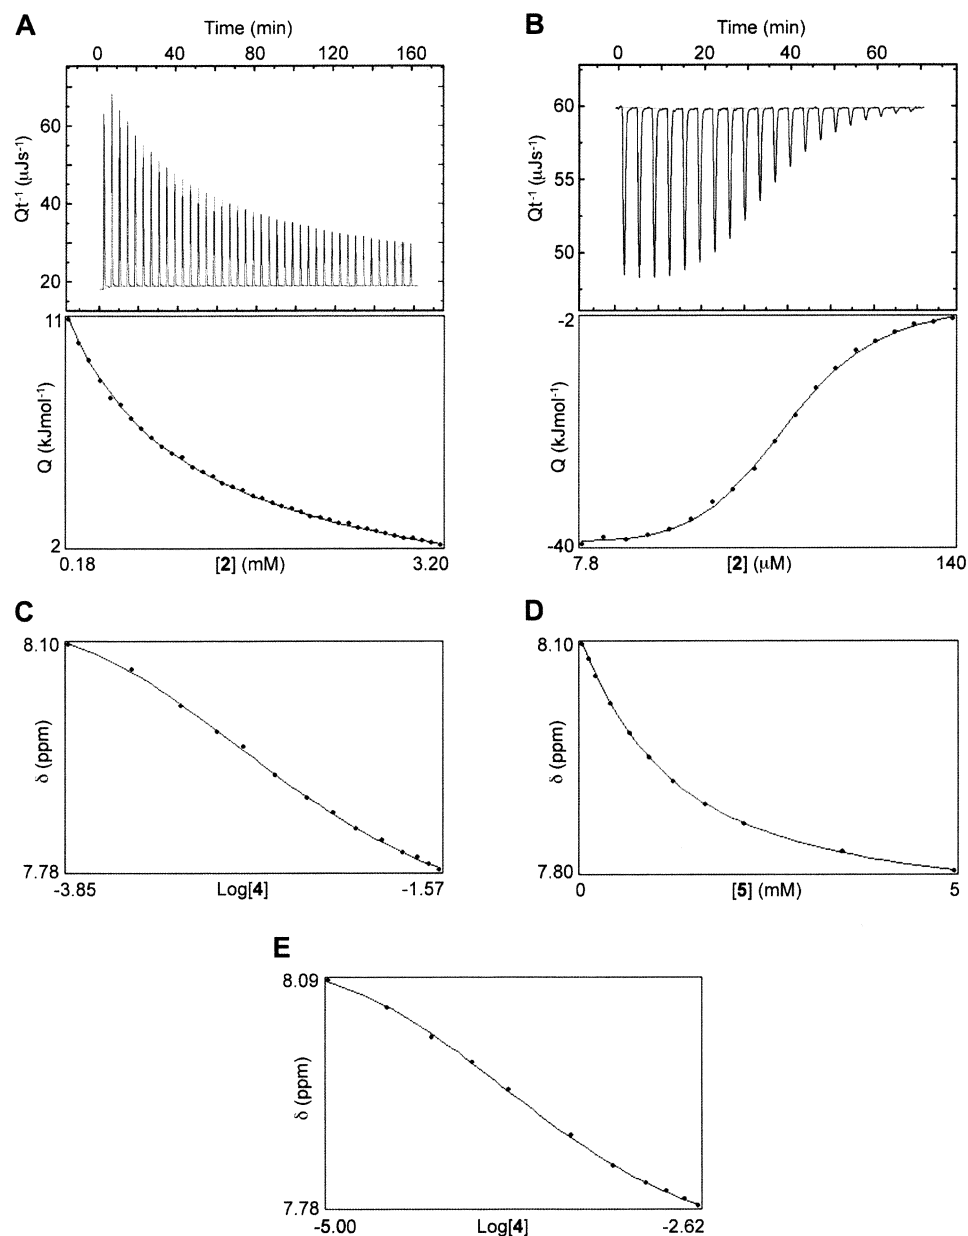 A
Time (min)
0 40 80 120 160
60
40
20
Qt⁻¹ (μJs⁻¹)
11
2
Q (kJmol⁻¹)
0.18 [2] (mM) 3.20
B
Time (min)
0 20 40 60
60
55
50
Qt⁻¹ (μJs⁻¹)
-2
-40
Q (kJmol⁻¹)
7.8 [2] (μM) 140
C
8.10
δ (ppm)
7.78
-3.85 Log[4] -1.57
D
8.10
δ (ppm)
7.80
0 [5] (mM) 5
E
8.09
δ (ppm)
7.78
-5.00 Log[4] -2.62